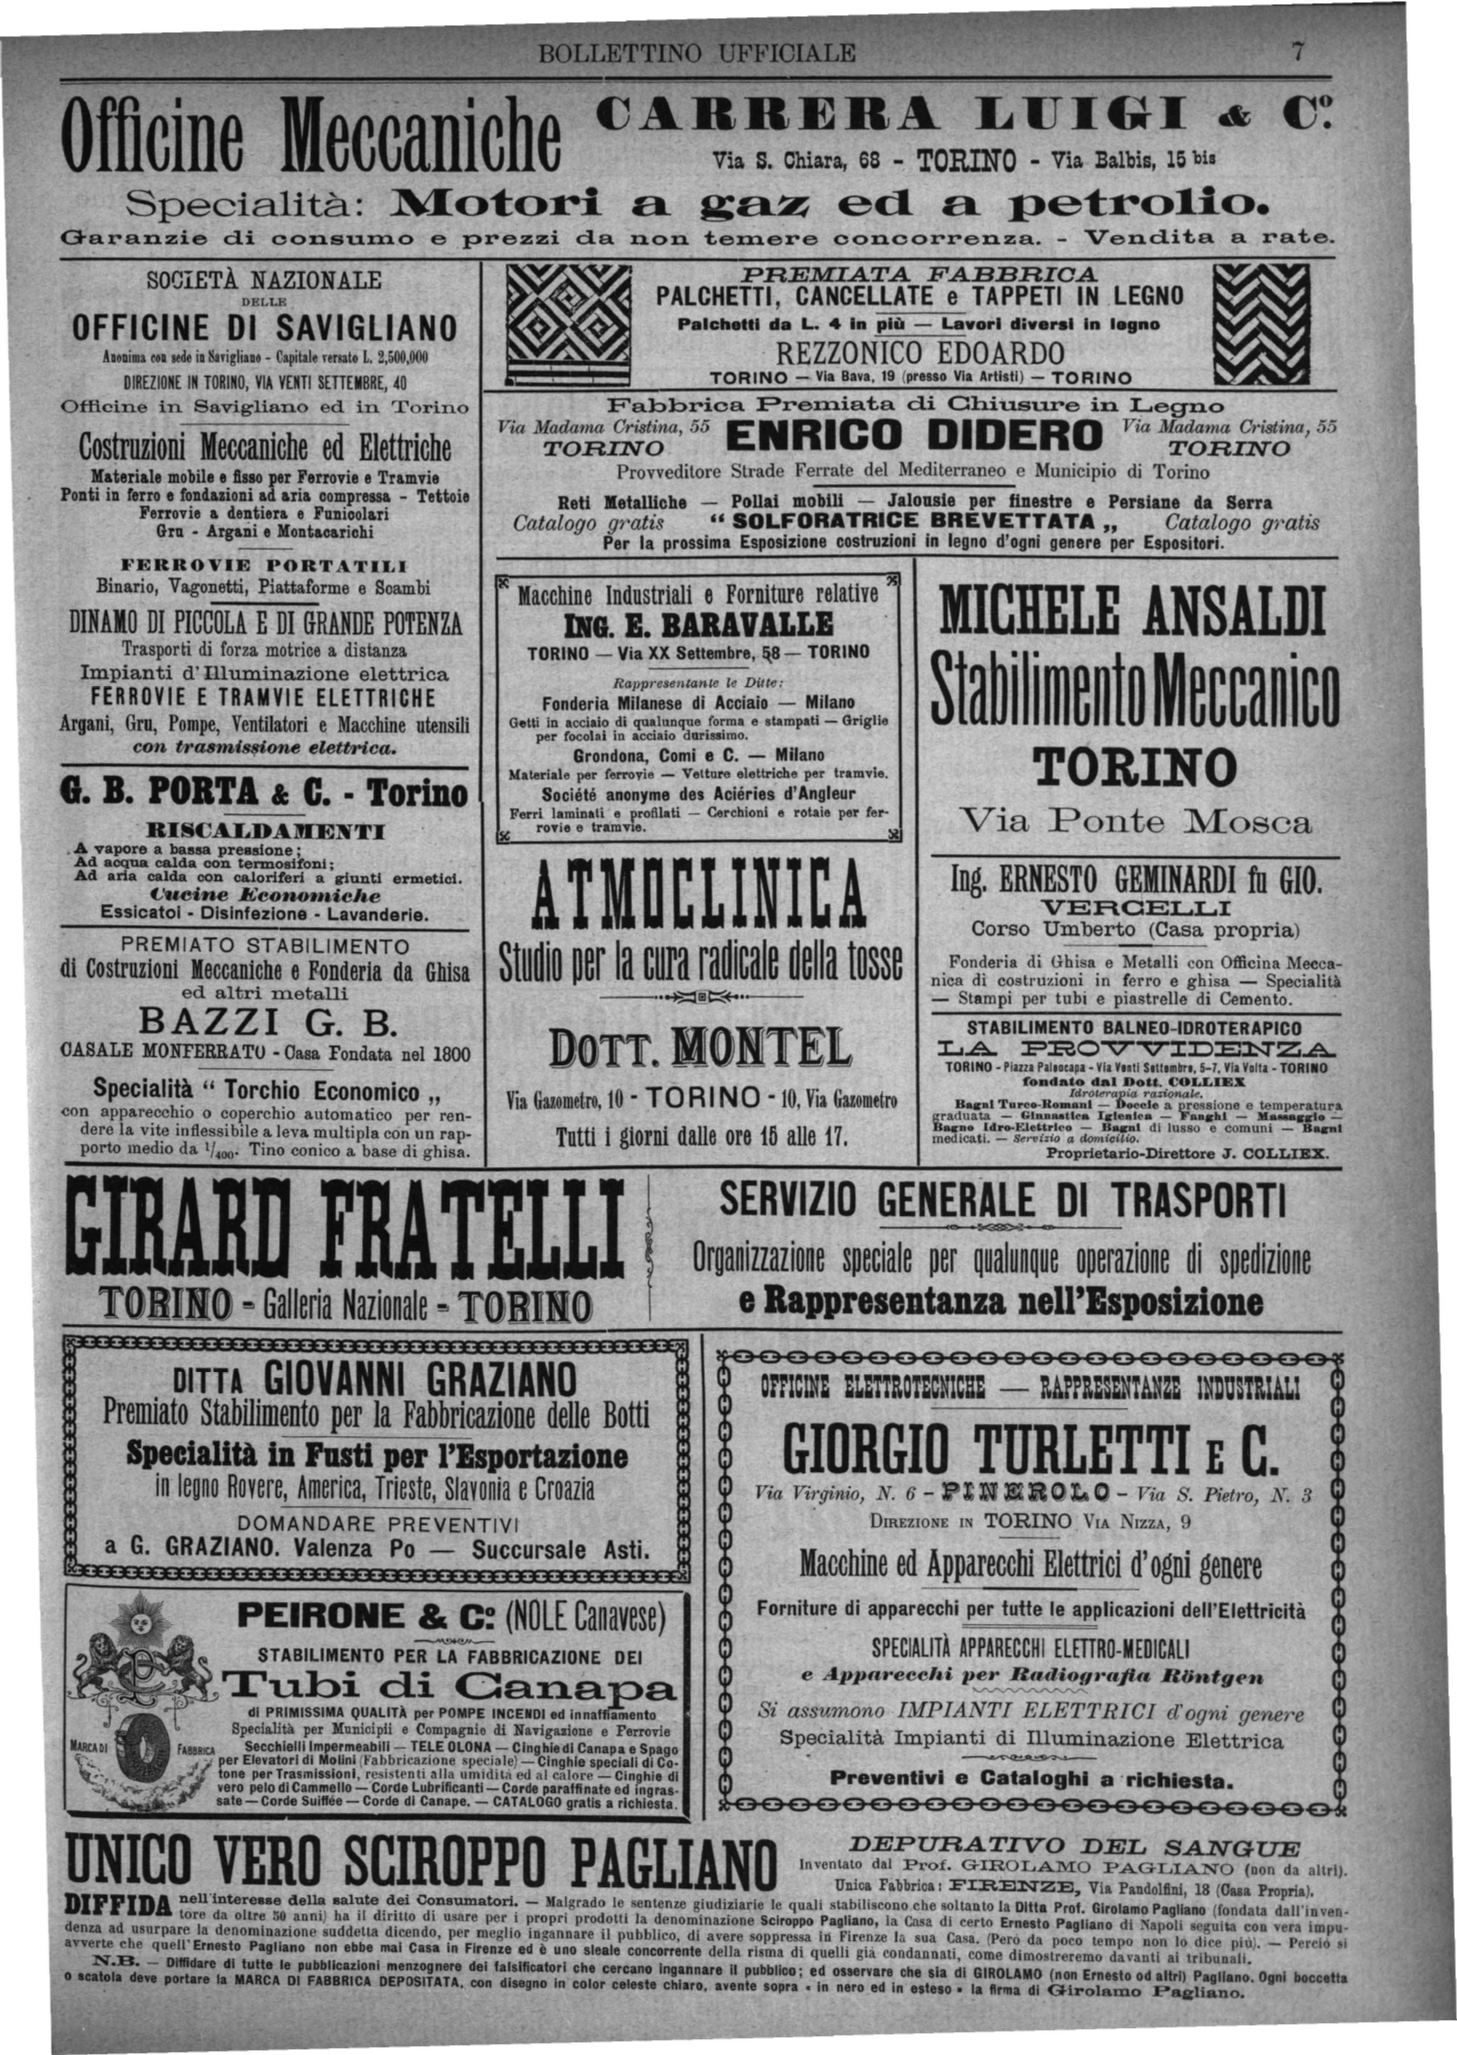 BOLLETTINO UFFICIALE 7
Officine Meccaniche CARRERA LUIGI & Cº.
Via S. Chiara, 68 - TORINO - Via Balbis, 15 bis
Specialità: Motori a gaz ed a petrolio.
Garanzie di consumo e prezzi da non temere concorrenza. - Vendita a rate.
SOCIETÀ NAZIONALE
DELLE
OFFICINE DI SAVIGLIANO
Anonima con sede in Savigliano - Capitale versato L. 2,500,000
DIREZIONE IN TORINO, VIA VENTI SETTEMBRE, 40
Officine in Savigliano ed in Torino
Costruzioni Meccaniche ed Elettriche
Materiale mobile e fisso per Ferrovie e Tramvie
Ponti in ferro e fondazioni ad aria compressa - Tettoie
Ferrovie a dentiera e Funicolari
Gru - Argani e Montacarichi
FERROVIE PORTATILI
Binario, Vagonetti, Piattaforme e Scambi
DINAMO DI PICCOLA E DI GRANDE POTENZA
Trasporti di forza motrice a distanza
Impianti d'Illuminazione elettrica
FERROVIE E TRAMVIE ELETTRICHE
Argani, Gru, Pompe, Ventilatori e Macchine utensili
con trasmissione elettrica.
G. B. PORTA & C. - Torino
RISCALDAMENTI
A vapore a bassa pressione;
Ad acqua calda con termosifoni;
Ad aria calda con caloriferi a giunti ermetici.
Cucine Economiche
Essicatoi - Disinfezione - Lavanderie.
PREMIATO STABILIMENTO
di Costruzioni Meccaniche e Fonderia da Ghisa
ed altri metalli
BAZZI G. B.
CASALE MONFERRATO - Casa Fondata nel 1800
Specialità “ Torchio Economico „
con apparecchio o coperchio automatico per ren-
dere la vite inflessibile a leva multipla con un rap-
porto medio da 1/400. Tino conico a base di ghisa.
PREMIATA FABBRICA
PALCHETTI, CANCELLATE e TAPPETI IN LEGNO
Palchetti da L. 4 in più — Lavori diversi in legno
REZZONICO EDOARDO
TORINO — Via Bava, 19 (presso Via Artisti) — TORINO
Fabbrica Premiata di Chiusure in Legno
Via Madama Cristina, 55 ENRICO DIDERO Via Madama Cristina, 55
TORINO TORINO
Provveditore Strade Ferrate del Mediterraneo e Municipio di Torino
Reti Metalliche — Pollai mobili — Jalousie per finestre e Persiane da Serra
Catalogo gratis “ SOLFORATRICE BREVETTATA „ Catalogo gratis
Per la prossima Esposizione costruzioni in legno d'ogni genere per Espositori.
Macchine Industriali e Forniture relative
ING. E. BARAVALLE
TORINO — Via XX Settembre, 58 — TORINO
Rappresentante le Ditte:
Fonderia Milanese di Acciaio — Milano
Getti in acciaio di qualunque forma e stampati — Griglie
per focolai in acciaio durissimo.
Grondona, Comi e C. — Milano
Materiale per ferrovie — Vetture elettriche per tramvie.
Société anonyme des Aciéries d'Angleur
Ferri laminati e profilati — Cerchioni e rotaie per fer-
rovie e tramvie.
ATMOCLINICA
Studio per la cura radicale della tosse
DOTT. MONTEL
Via Gazometro, 10 - TORINO - 10, Via Gazometro
Tutti i giorni dalle ore 15 alle 17.
MICHELE ANSALDI
Stabilimento Meccanico
TORINO
Via Ponte Mosca
Ing. ERNESTO GEMINARDI fu GIO.
VERCELLI
Corso Umberto (Casa propria)
Fonderia di Ghisa e Metalli con Officina Mecca-
nica di costruzioni in ferro e ghisa — Specialità
— Stampi per tubi e piastrelle di Cemento.
STABILIMENTO BALNEO-IDROTERAPICO
LA PROVVIDENZA
TORINO - Piazza Paleocapa - Via Venti Settembre, 5-7, Via Volta - TORINO
fondato dal Dott. COLLIEX
Idroterapia razionale.
Bagni Turco-Romani — Doccie a pressione e temperatura
graduata — Ginnastica Igienica — Fanghi — Massaggio —
Bagno Idro-Elettrico — Bagni di lusso e comuni — Bagni
medicati. — Servizio a domicilio.
Proprietario-Direttore J. COLLIEX.
GIRARD FRATELLI
TORINO - Galleria Nazionale - TORINO
SERVIZIO GENERALE DI TRASPORTI
Organizzazione speciale per qualunque operazione di spedizione
e Rappresentanza nell'Esposizione
DITTA GIOVANNI GRAZIANO
Premiato Stabilimento per la Fabbricazione delle Botti
Specialità in Fusti per l'Esportazione
in legno Rovere, America, Trieste, Slavonia e Croazia
DOMANDARE PREVENTIVI
a G. GRAZIANO. Valenza Po — Succursale Asti.
PEIRONE & Cº. (NOLE Canavese)
STABILIMENTO PER LA FABBRICAZIONE DEI
Tubi di Canapa
di PRIMISSIMA QUALITÀ per POMPE INCENDI ed innaffiamento
Specialità per Municipii e Compagnie di Navigazione e Ferrovie
Secchielli Impermeabili — TELE OLONA — Cinghie di Canapa e Spago
per Elevatori di Molini (Fabbricazione speciale) — Cinghie speciali di Co-
tone per Trasmissioni, resistenti alla umidità ed al calore — Cinghie di
vero pelo di Cammello — Corde Lubrificanti — Corde paraffinate ed ingras-
sate — Corde Suiffée — Corde di Canape. — CATALOGO gratis a richiesta.
MARCA DI FABBRICA
OFFICINE ELETTROTECNICHE — RAPPRESENTANZE INDUSTRIALI
GIORGIO TURLETTI E C.
Via Virginio, N. 6 - PINEROLO - Via S. Pietro, N. 3
DIREZIONE IN TORINO VIA NIZZA, 9
Macchine ed Apparecchi Elettrici d'ogni genere
Forniture di apparecchi per tutte le applicazioni dell'Elettricità
SPECIALITÀ APPARECCHI ELETTRO-MEDICALI
e Apparecchi per Radiografia Röntgen
Si assumono IMPIANTI ELETTRICI d'ogni genere
Specialità Impianti di Illuminazione Elettrica
Preventivi e Cataloghi a richiesta.
UNICO VERO SCIROPPO PAGLIANO
DEPURATIVO DEL SANGUE
Inventato dal Prof. GIROLAMO PAGLIANO (non da altri).
Unica Fabbrica: FIRENZE, Via Pandolfini, 18 (Casa Propria).
DIFFIDA nell'interesse della salute dei Consumatori. — Malgrado le sentenze giudiziarie le quali stabiliscono che soltanto la Ditta Prof. Girolamo Pagliano (fondata dall'inven-
tore da oltre 50 anni) ha il diritto di usare per i propri prodotti la denominazione Sciroppo Pagliano, la Casa di certo Ernesto Pagliano di Napoli seguita con vera impu-
denza ad usurpare la denominazione suddetta dicendo, per meglio ingannare il pubblico, di avere soppressa in Firenze la sua Casa. (Però da poco tempo non lo dice più). — Perciò si
avverte che quell'Ernesto Pagliano non ebbe mai Casa in Firenze ed è uno sleale concorrente della risma di quelli già condannati, come dimostreremo davanti ai tribunali.
N.B. — Diffidare di tutte le pubblicazioni menzognere dei falsificatori che cercano ingannare il pubblico; ed osservare che sia di GIROLAMO (non Ernesto od altri) Pagliano. Ogni boccetta
o scatola deve portare la MARCA DI FABBRICA DEPOSITATA, con disegno in color celeste chiaro, avente sopra « in nero ed in esteso » la firma di Girolamo Pagliano.